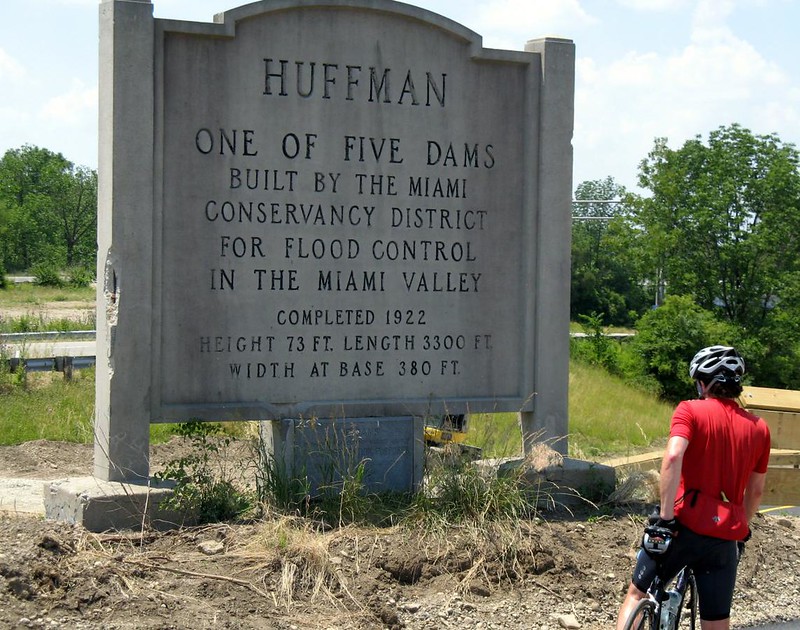 HUFFMAN
ONE OF FIVE DAMS
BUILT BY THE MIAMI
CONSERVANCY DISTRICT
FOR FLOOD CONTROL
IN THE MIAMI VALLEY
COMPLETED 1922
HEIGHT 73 FT. LENGTH 3300 FT.
WIDTH AT BASE 380 FT.